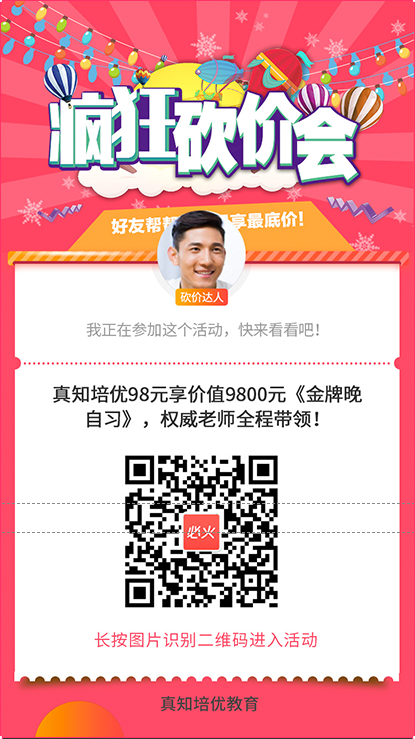 疯狂砍价会
好友帮帮 享最底价!
砍价达人
我正在参加这个活动，快来看看吧!
真知培优98元享价值9800元《金牌晚
自习》，权威老师全程带领!
必火
长按图片识别二维码进入活动
真知培优教育